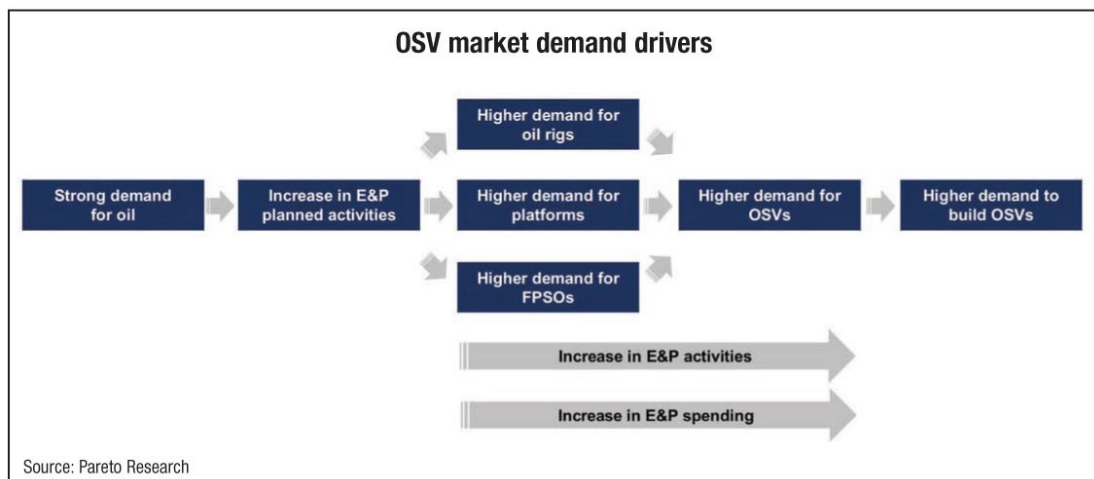 OSV market demand drivers
Higher demand for
oil rigs
Strong demand
for oil
Increase in E&P
planned activities
Higher demand for
platforms
Higher demand for
OSVs
Higher demand to
build OSVs
Higher demand for
FPSOs
Increase in E&P activities
Increase in E&P spending
Source: Pareto Research